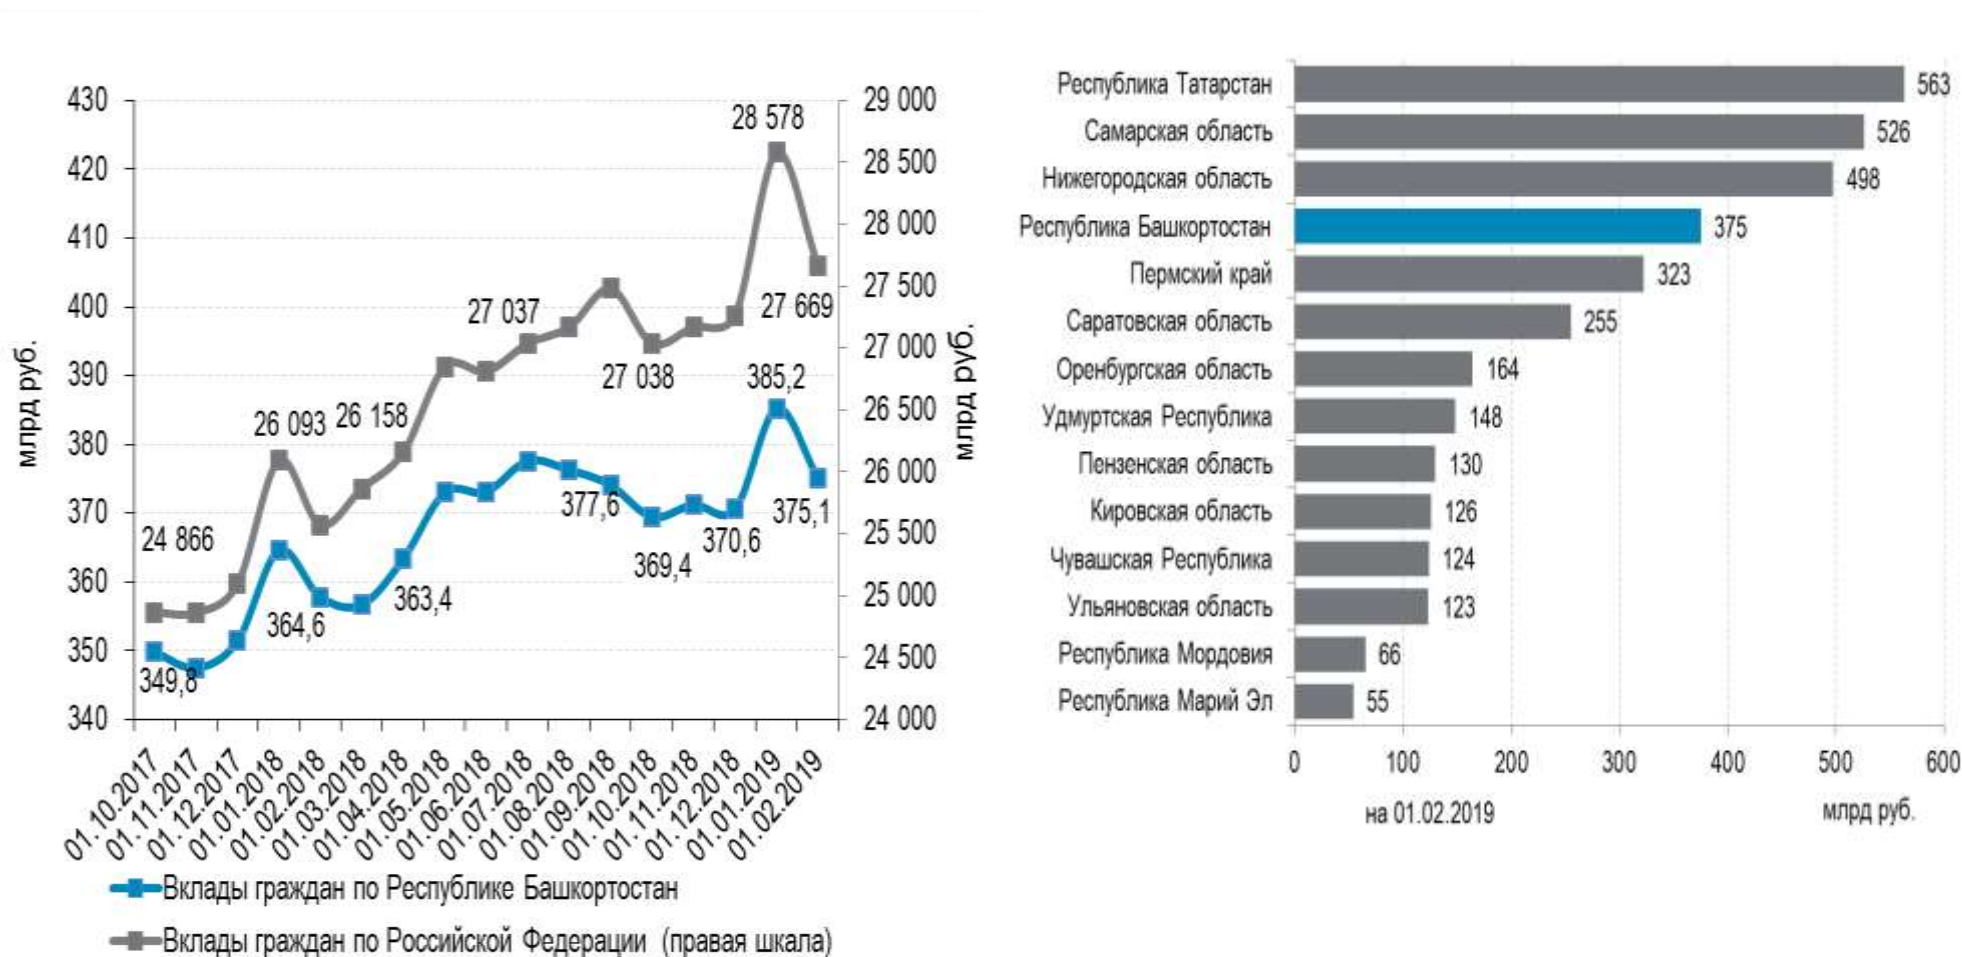 430
420
410
400
390
380
370
360
350
340
млрд руб.
29 000
28 500
28 000
27 500
27 000
26 500
26 000
25 500
25 000
24 500
24 000
млрд руб.
24 866
26 093
26 158
27 037
27 038
28 578
27 669
349,8
364,6
363,4
377,6
369,4
370,6
385,2
375,1
01.10.2017
01.11.2017
01.12.2017
01.01.2018
01.02.2018
01.03.2018
01.04.2018
01.05.2018
01.06.2018
01.07.2018
01.08.2018
01.09.2018
01.10.2018
01.11.2018
01.12.2018
01.01.2019
01.02.2019
Вклады граждан по Республике Башкортостан
Вклады граждан по Российской Федерации (правая шкала)
Республика Татарстан 563
Самарская область 526
Нижегородская область 498
Республика Башкортостан 375
Пермский край 323
Саратовская область 255
Оренбургская область 164
Удмуртская Республика 148
Пензенская область 130
Кировская область 126
Чувашская Республика 124
Ульяновская область 123
Республика Мордовия 66
Республика Марий Эл 55
0 100 200 300 400 500 600
на 01.02.2019 млрд руб.